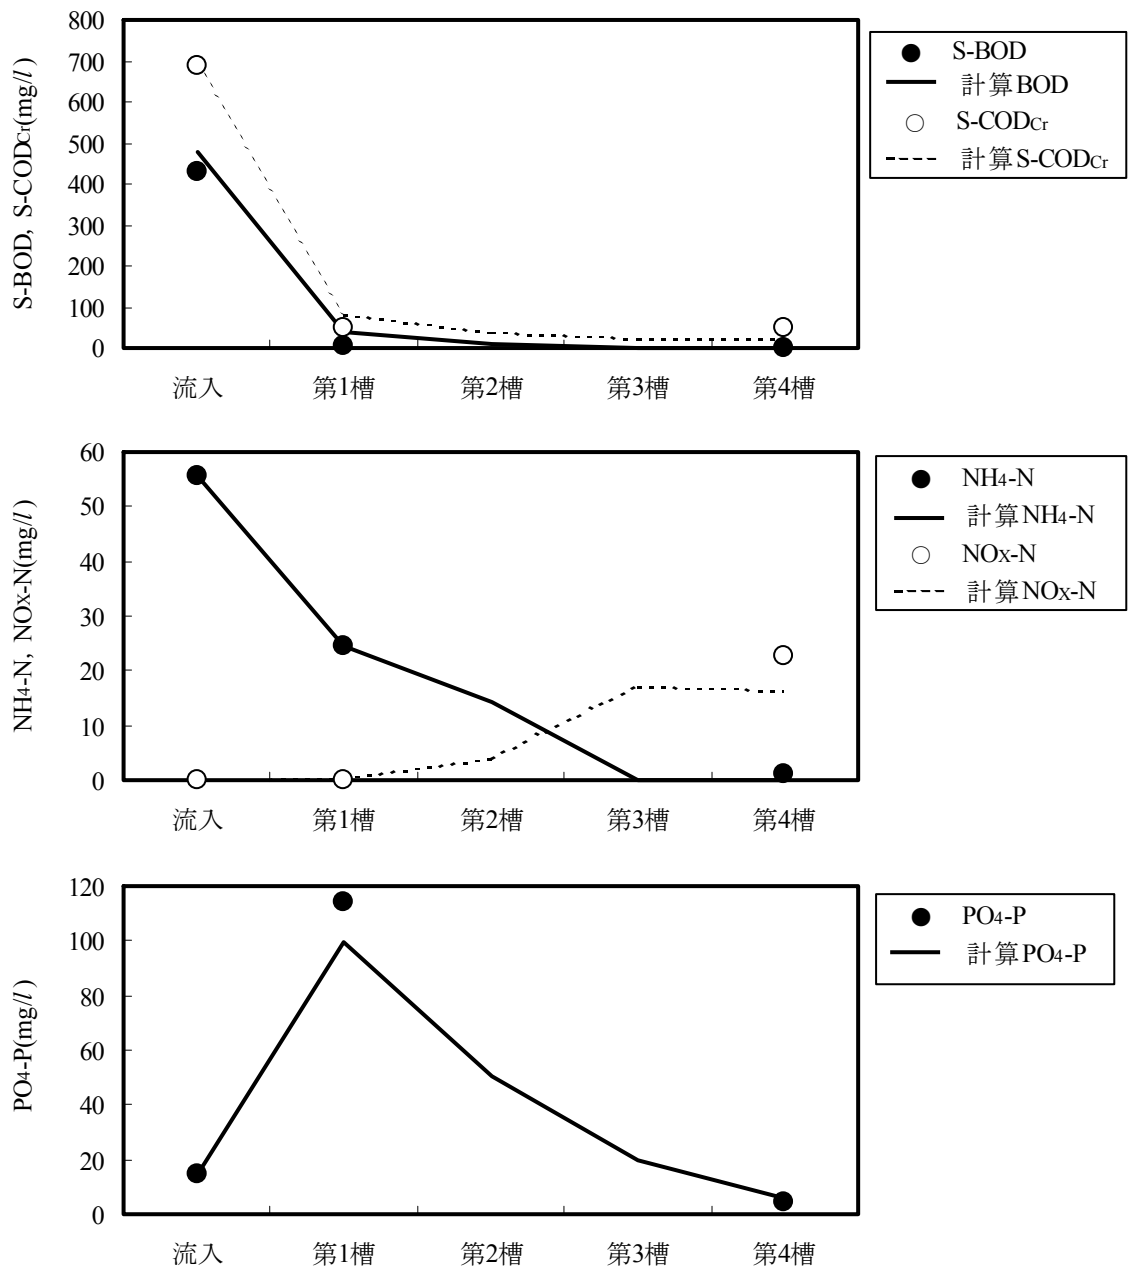 S-BOD, S-CODCr(mg/l)
800
700
600
500
400
300
200
100
0
流入 第1槽 第2槽 第3槽 第4槽
S-BOD
計算BOD
S-CODCr
計算S-CODCr
NH4-N, NOX-N(mg/l)
60
50
40
30
20
10
0
流入 第1槽 第2槽 第3槽 第4槽
NH4-N
計算NH4-N
NOX-N
計算NOX-N
PO4-P(mg/l)
120
100
80
60
40
20
0
流入 第1槽 第2槽 第3槽 第4槽
PO4-P
計算PO4-P